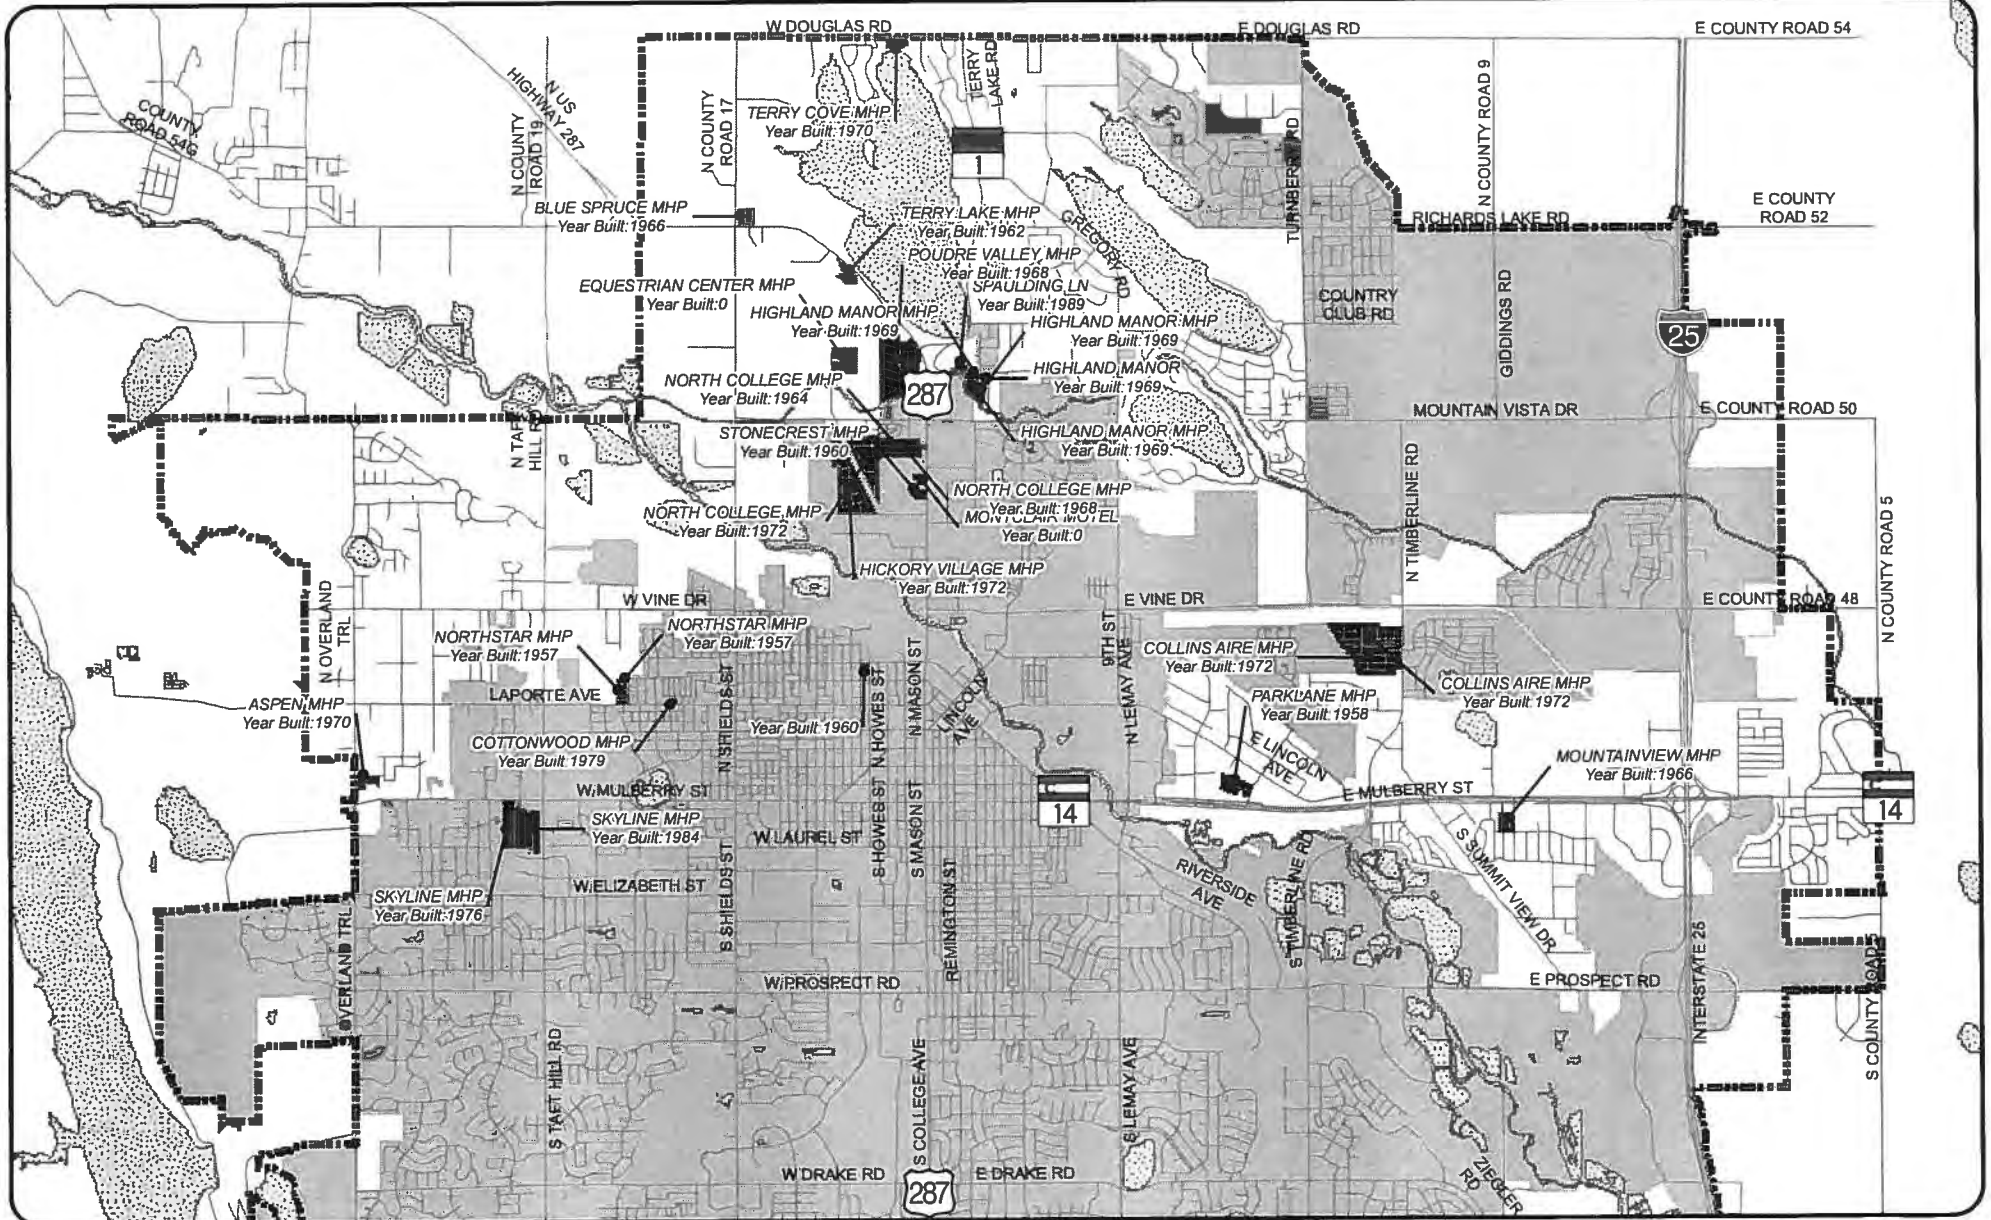 W DOUGLAS RD
E DOUGLAS RD
E COUNTY ROAD 54
N US
HIGHWAY 287
COUNTY
ROAD 54G
N COUNTY
ROAD 19
N COUNTY
ROAD 17
TERRY
LAKE RD
TERRY COVE MHP
Year Built:1970
1
TURNBERRY RD
N COUNTY ROAD 9
E COUNTY
ROAD 52
RICHARDS LAKE RD
BLUE SPRUCE MHP
Year Built:1966
TERRY LAKE MHP
Year Built:1962
GREGORY RD
POUDRE VALLEY MHP
Year Built:1968
SPAULDING LN
Year Built:1989
EQUESTRIAN CENTER MHP
Year Built:0
HIGHLAND MANOR MHP
Year Built:1969
HIGHLAND MANOR MHP
Year Built:1969
COUNTRY
CLUB RD
GIDDINGS RD
25
HIGHLAND MANOR
Year Built:1969
NORTH COLLEGE MHP
Year Built:1964
287
MOUNTAIN VISTA DR
E COUNTY ROAD 50
N TAFT
HILL RD
STONECREST MHP
Year Built:1960
HIGHLAND MANOR MHP
Year Built:1969
NORTH COLLEGE MHP
Year Built:1968
MONTCLAIR MOTEL
Year Built:0
NORTH COLLEGE MHP
Year Built:1972
N TIMBERLINE RD
N COUNTY ROAD 5
HICKORY VILLAGE MHP
Year Built:1972
N OVERLAND
TRL
W VINE DR
E VINE DR
E COUNTY ROAD 48
NORTHSTAR MHP
Year Built:1957
NORTHSTAR MHP
Year Built:1957
9TH ST
N LEMAY AVE
COLLINS AIRE MHP
Year Built:1972
COLLINS AIRE MHP
Year Built:1972
LAPORTE AVE
ASPEN MHP
Year Built:1970
N SHIELDS ST
Year Built:1960
N HOWES ST
N MASON ST
LINCOLN
AVE
PARKLANE MHP
Year Built:1958
COTTONWOOD MHP
Year Built:1979
E LINCOLN
AVE
MOUNTAINVIEW MHP
Year Built:1966
W MULBERRY ST
E MULBERRY ST
14
14
SKYLINE MHP
Year Built:1984
W LAUREL ST
S HOWES ST
S MASON ST
S SUMMIT VIEW DR
RIVERSIDE
AVE
SKYLINE MHP
Year Built:1976
W ELIZABETH ST
S SHIELDS ST
REMINGTON ST
S TIMBERLINE RD
S OVERLAND TRL
W PROSPECT RD
E PROSPECT RD
INTERSTATE 25
S COUNTY ROAD 5
S TAFT HILL RD
S COLLEGE AVE
S LEMAY AVE
W DRAKE RD
287
E DRAKE RD
ZIEGLER
RD